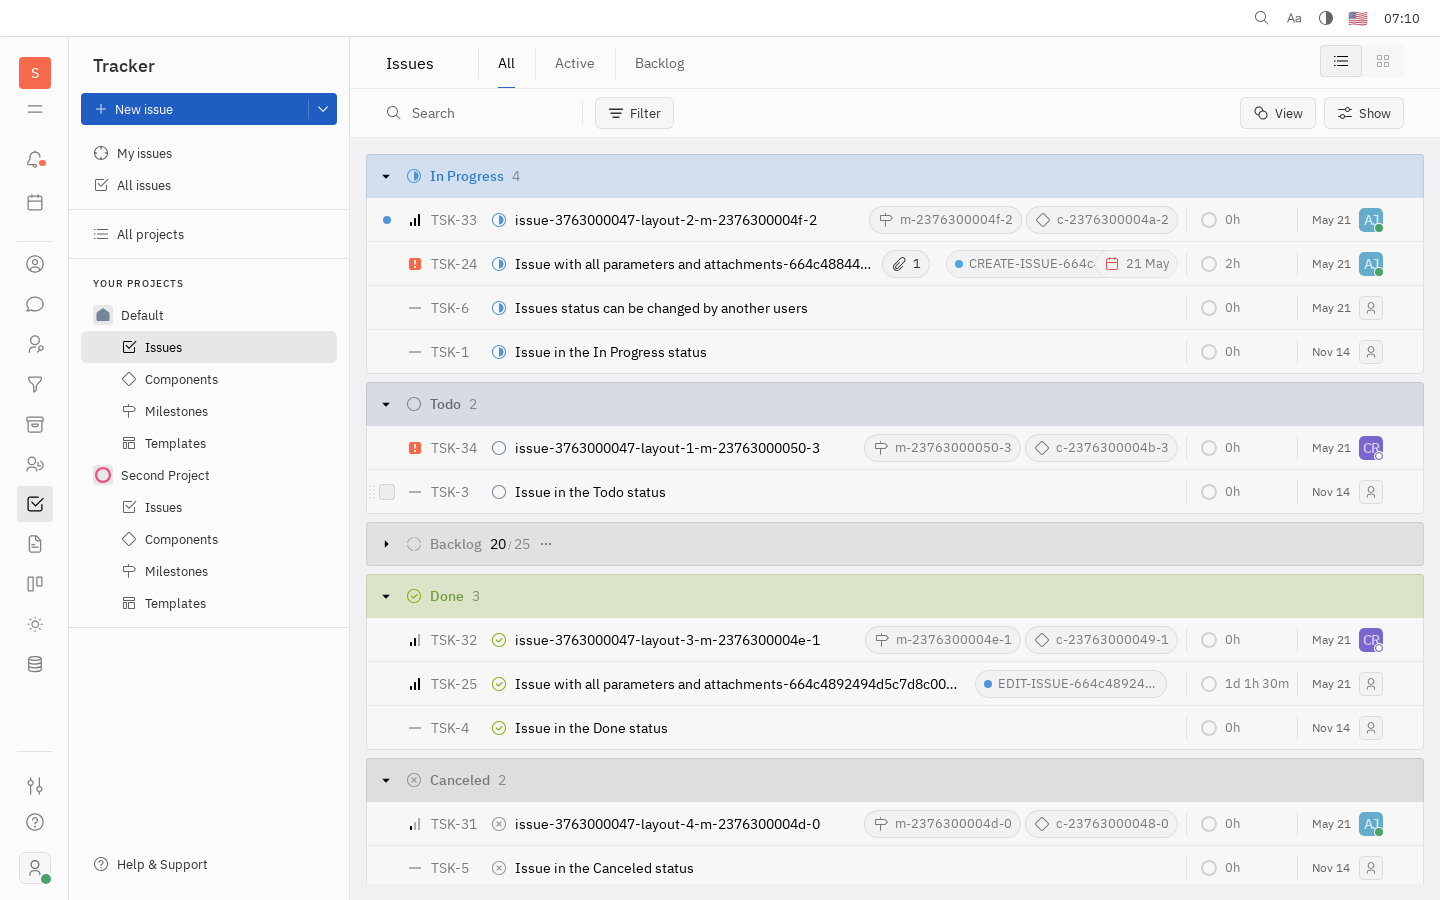 Aa 07:10
S
Tracker
New issue
My issues
All issues
All projects
YOUR PROJECTS
Default
Issues
Components
Milestones
Templates
Second Project
Issues
Components
Milestones
Templates
Help & Support
Issues All Active Backlog
Search Filter View Show
In Progress 4
TSK-33 issue-3763000047-layout-2-m-2376300004f-2 m-2376300004f-2 c-2376300004a-2 0h May 21 AJ
TSK-24 Issue with all parameters and attachments-664c48844... 1 CREATE-ISSUE-664c 21 May 2h May 21 AJ
TSK-6 Issues status can be changed by another users 0h May 21
TSK-1 Issue in the In Progress status 0h Nov 14
Todo 2
TSK-34 issue-3763000047-layout-1-m-23763000050-3 m-23763000050-3 c-2376300004b-3 0h May 21 CR
TSK-3 Issue in the Todo status 0h Nov 14
Backlog 20/25 ...
Done 3
TSK-32 issue-3763000047-layout-3-m-2376300004e-1 m-2376300004e-1 c-23763000049-1 0h May 21 CR
TSK-25 Issue with all parameters and attachments-664c4892494d5c7d8c00... EDIT-ISSUE-664c48924... 1d 1h 30m May 21
TSK-4 Issue in the Done status 0h Nov 14
Canceled 2
TSK-31 issue-3763000047-layout-4-m-2376300004d-0 m-2376300004d-0 c-23763000048-0 0h May 21 AJ
TSK-5 Issue in the Canceled status 0h Nov 14